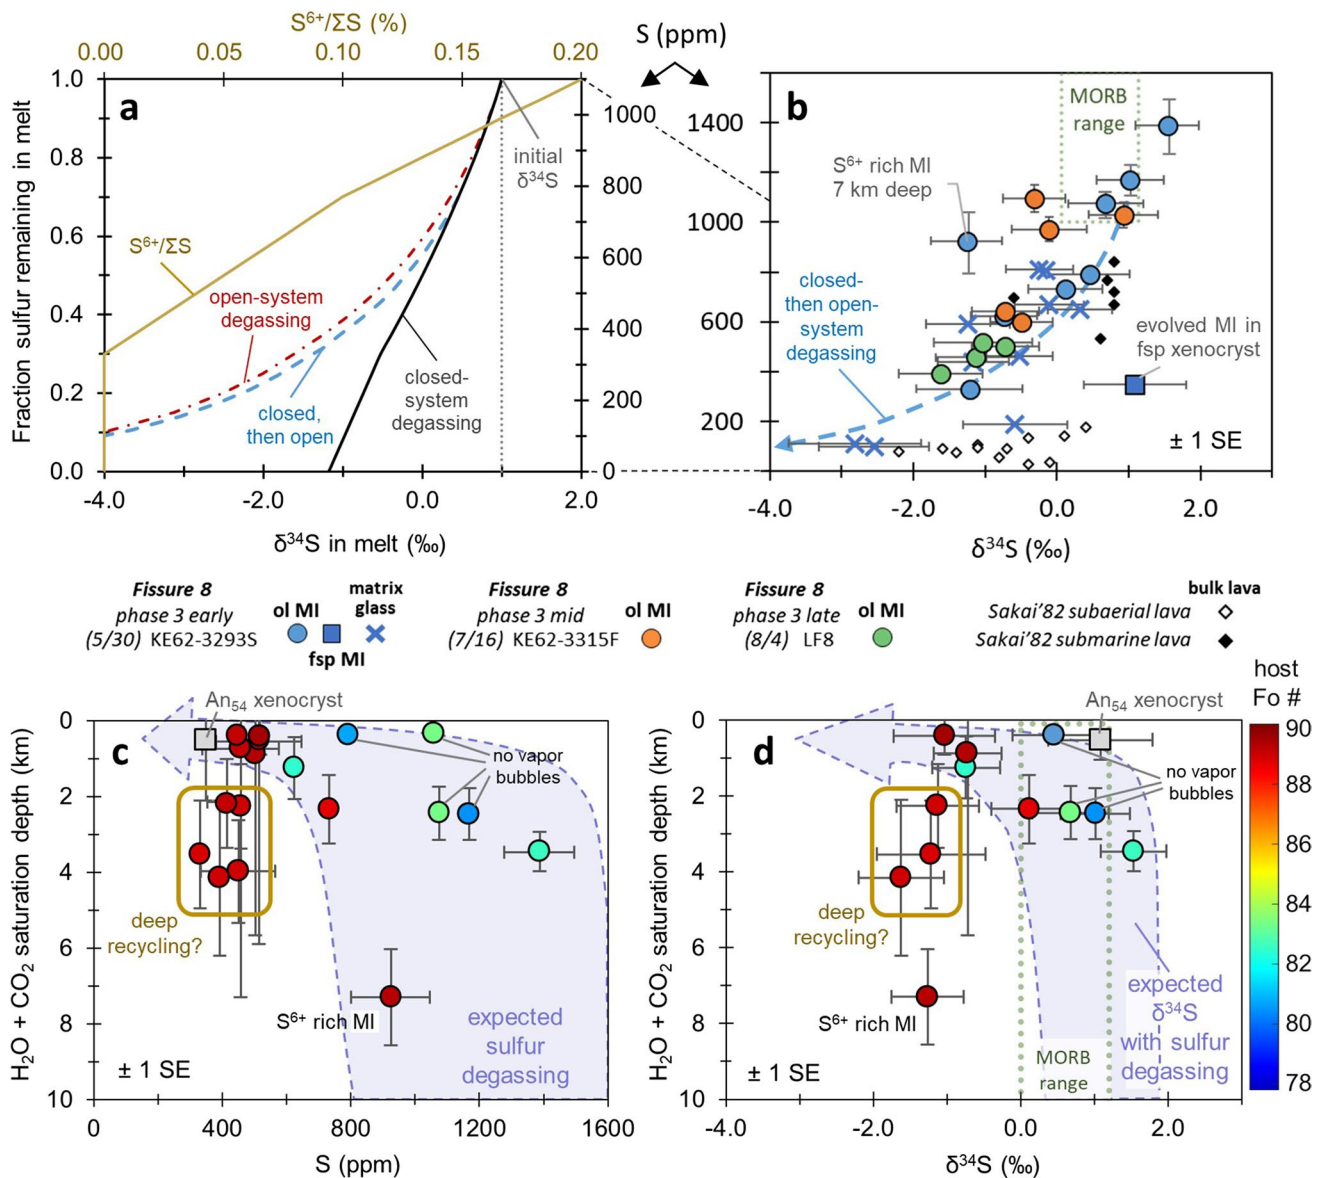 S⁶⁺/ΣS (%)
0.00 0.05 0.10 0.15 0.20
S (ppm)
a
1.0
0.8
0.6
0.4
0.2
0.0
Fraction sulfur remaining in melt
1000
800
600
400
200
0
initial
δ³⁴S
S⁶⁺/ΣS
open-system
degassing
closed,
then open
closed-
system
degassing
-4.0 -2.0 0.0 2.0
δ³⁴S in melt (‰)
b
1400
1000
600
200
MORB
range
S⁶⁺ rich MI
7 km deep
closed-
then open-
system
degassing
evolved MI in
fsp xenocryst
± 1 SE
-4.0 -2.0 0.0 2.0
δ³⁴S (‰)
Fissure 8
phase 3 early
(5/30) KE62-3293S
ol MI
matrix
glass
fsp MI
Fissure 8
phase 3 mid
(7/16) KE62-3315F
ol MI
Fissure 8
phase 3 late
(8/4) LF8
ol MI
bulk lava
Sakai'82 subaerial lava
Sakai'82 submarine lava
c
An₅₄ xenocryst
0
2
4
6
8
10
H₂O + CO₂ saturation depth (km)
no vapor
bubbles
deep
recycling?
S⁶⁺ rich MI
expected
sulfur
degassing
± 1 SE
0 400 800 1200 1600
S (ppm)
d
An₅₄ xenocryst
0
2
4
6
8
10
H₂O + CO₂ saturation depth (km)
no vapor
bubbles
deep
recycling?
S⁶⁺ rich MI
expected
δ³⁴S
with sulfur
degassing
MORB
range
± 1 SE
-4.0 -2.0 0.0 2.0
δ³⁴S (‰)
host
Fo #
90
88
86
84
82
80
78